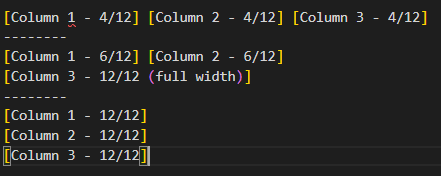 [Column 1 - 4/12] [Column 2 - 4/12] [Column 3 - 4/12]
--------
[Column 1 - 6/12] [Column 2 - 6/12]
[Column 3 - 12/12 (full width)]
--------
[Column 1 - 12/12]
[Column 2 - 12/12]
[Column 3 - 12/12]